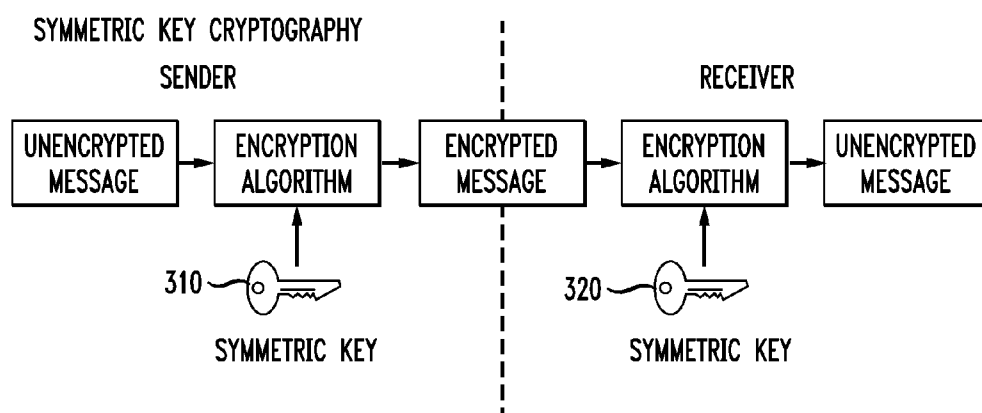 SYMMETRIC KEY CRYPTOGRAPHY
SENDER
RECEIVER
UNENCRYPTED
MESSAGE
ENCRYPTION
ALGORITHM
ENCRYPTED
MESSAGE
ENCRYPTION
ALGORITHM
UNENCRYPTED
MESSAGE
310
320
SYMMETRIC KEY
SYMMETRIC KEY